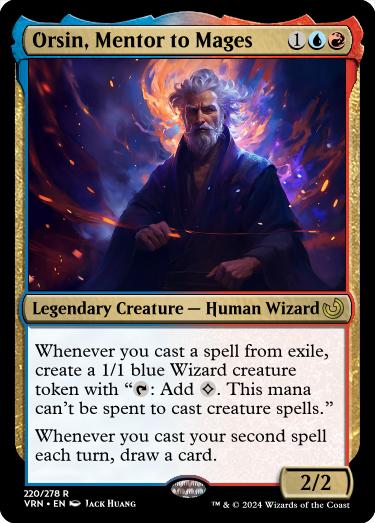 Orsin, Mentor to Mages 1
Legendary Creature — Human Wizard
Whenever you cast a spell from exile,
create a 1/1 blue Wizard creature
token with “: Add . This mana
can’t be spent to cast creature spells.”
Whenever you cast your second spell
each turn, draw a card.
2/2
220/278 R
VRN • EN JACK HUANG
™ & © 2024 Wizards of the Coast